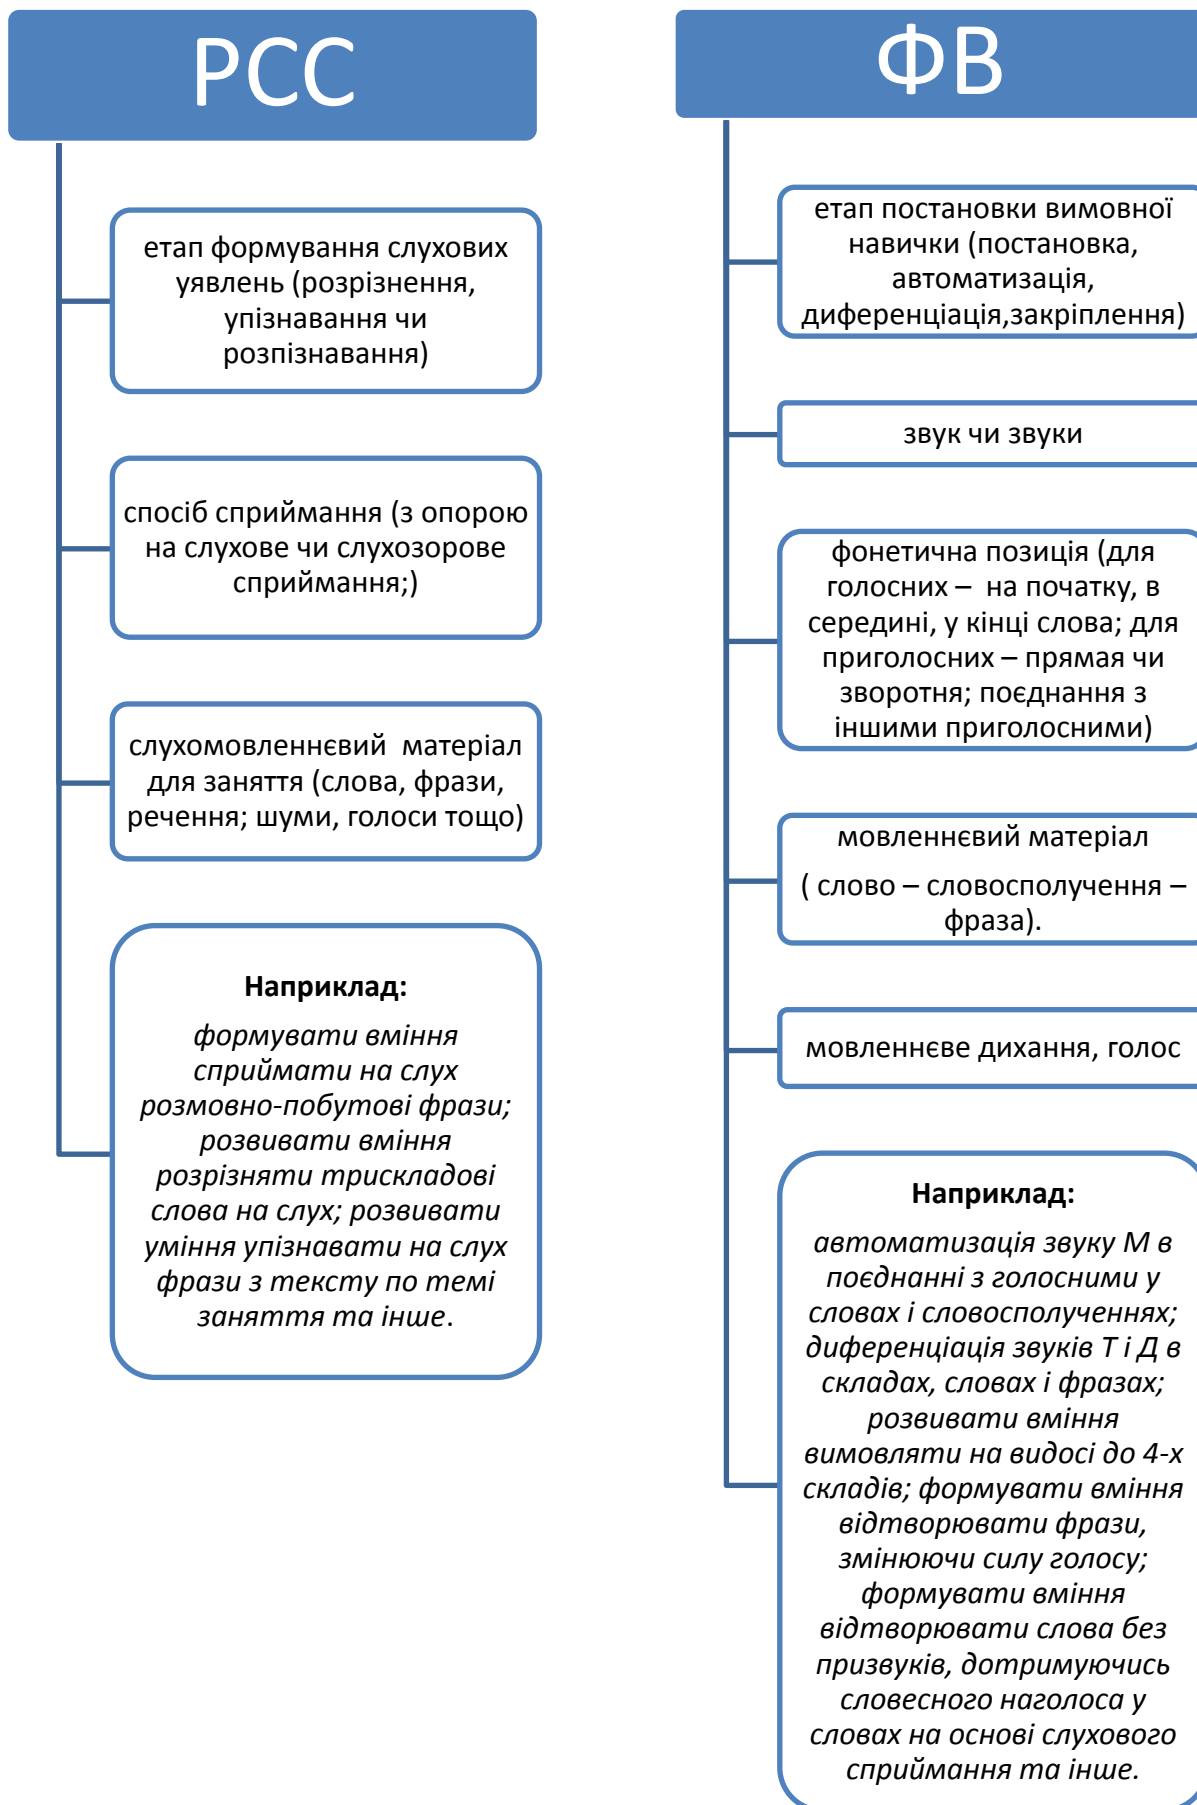 РСС
етап формування слухових
уявлень (розрізнення,
упізнавання чи
розпізнавання)
спосіб сприймання (з опорою
на слухове чи слухозорове
сприймання;)
слухомовленнєвий матеріал
для заняття (слова, фрази,
речення; шуми, голоси тощо)
Наприклад:
формувати вміння
сприймати на слух
розмовно-побутові фрази;
розвивати вміння
розрізняти трискладові
слова на слух; розвивати
уміння упізнавати на слух
фрази з тексту по темі
заняття та інше.
ФВ
етап постановки вимовної
навички (постановка,
автоматизація,
диференціація,закріплення)
звук чи звуки
фонетична позиція (для
голосних – на початку, в
середині, у кінці слова; для
приголосних – прямая чи
зворотня; поєднання з
іншими приголосними)
мовленнєвий матеріал
( слово – словосполучення –
фраза).
мовленнєве дихання, голос
Наприклад:
автоматизація звуку М в
поєднанні з голосними у
словах і словосполученнях;
диференціація звуків Т і Д в
складах, словах і фразах;
розвивати вміння
вимовляти на видосі до 4-х
складів; формувати вміння
відтворювати фрази,
змінюючи силу голосу;
формувати вміння
відтворювати слова без
призвуків, дотримуючись
словесного наголоса у
словах на основі слухового
сприймання та інше.